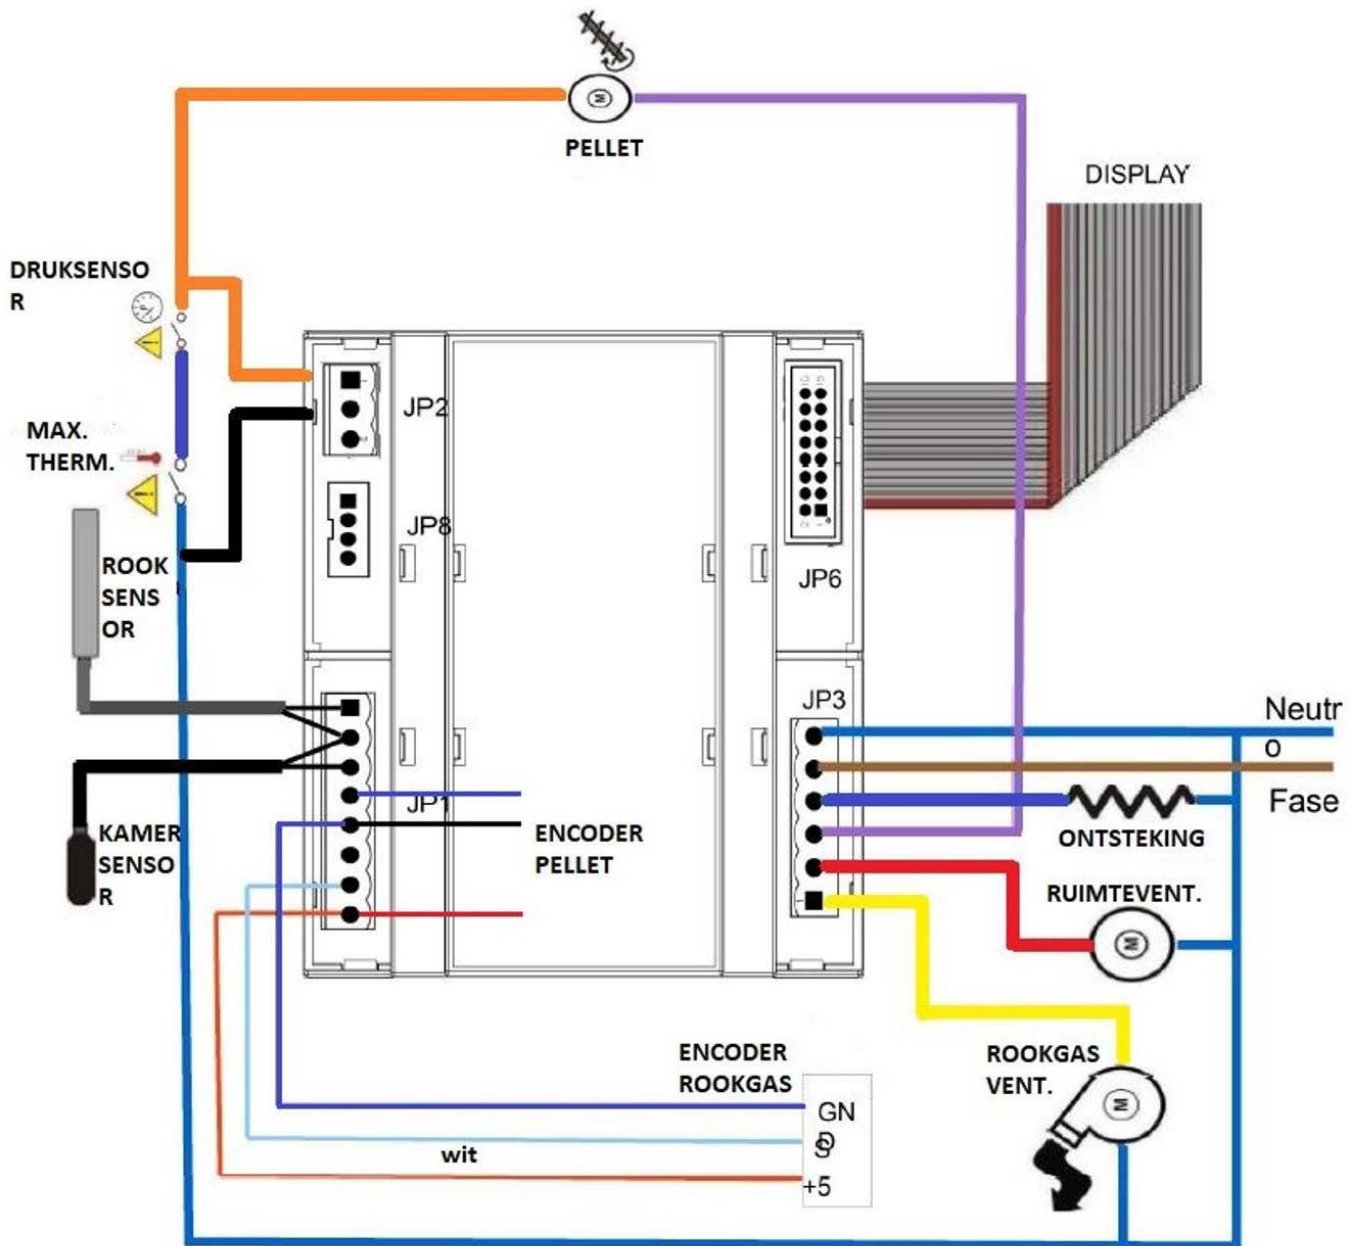 M
PELLET
DISPLAY
DRUKSENSO
R
MAX.
THERM.
JP2
JP8
JP6
ROOK
SENS
OR
JP3
Neutr
o
Fase
JP1
KAMER
SENSO
R
ENCODER
PELLET
ONTSTEKING
RUIMTEVENT.
M
ENCODER
ROOKGAS
ROOKGAS
VENT.
M
GN
D
S
wit
+5